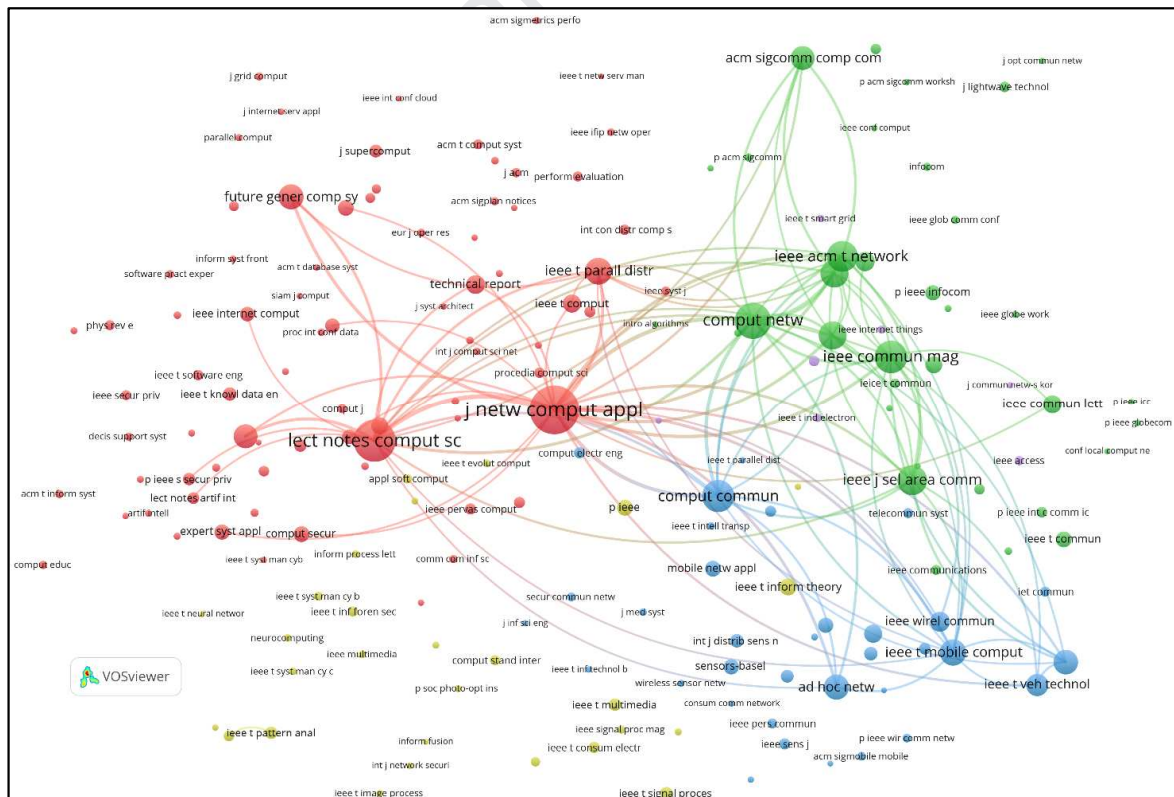 acm sigmetrics perfo
acm sigcomm comp com
j opt commun netw
j grid comput
ieee t netw serv man
p acm sigcomm worksh
j lightwave technol
ieee int conf cloud
j internet serv appl
parallel comput
ieee ifip netw oper
ieee conf comput
j supercomput
acm t comput syst
p acm sigcomm
infocom
j acm
perform evaluation
future gener comp sy
acm sigplan notices
ieee t smart grid
ieee glob comm conf
eur j oper res
int con distr comp s
inform syst front
acm t database syst
ieee acm t network
software pract exper
ieee t parall distr
technical report
siam j comput
ieee syst j
p ieee infocom
j syst architect
ieee t comput
ieee internet comput
phys rev e
proc int conf data
intro algorithms
comput netw
ieee internet things
ieee globe work
int j comput sci net
ieee commun mag
procedia comput sci
ieee t software eng
ieice t commun
j commun netw-s kor
ieee secur priv
ieee t knowl data en
comput j
j netw comput appl
ieee commun lett
p ieee icc
ieee t ind electron
p ieee globecom
decis support syst
lect notes comput sc
comput electr eng
conf local comput ne
ieee t evolut comput
ieee t parallel dist
ieee access
p ieee s secur priv
appl soft comput
ieee j sel area comm
acm t inform syst
lect notes artif int
comput commun
artif intell
ieee pervas comput
p ieee
telecommun syst
p ieee int c comm ic
expert syst appl
comput secur
ieee t intell transp
ieee t commun
inform process lett
comput educ
ieee t syst man cyb
comm com inf sc
mobile netw appl
ieee communications
ieee t inform theory
iet commun
ieee t syst man cy b
secur commun netw
ieee t neural networ
ieee t inf foren sec
j med syst
ieee wirel commun
j inf sci eng
neurocomputing
int j distrib sens n
ieee multimedia
ieee t mobile comput
comput stand inter
ieee t syst man cy c
ieee t inf technol b
sensors-basel
VOSviewer
wireless sensor netw
ad hoc netw
ieee t veh technol
p soc photo-opt ins
consum comm network
ieee t multimedia
ieee pers commun
ieee t pattern anal
ieee signal proc mag
p ieee wir comm netw
inform fusion
ieee t consum electr
ieee sens j
acm sigmobile mobile
int j network securi
ieee t image process
ieee t signal proces